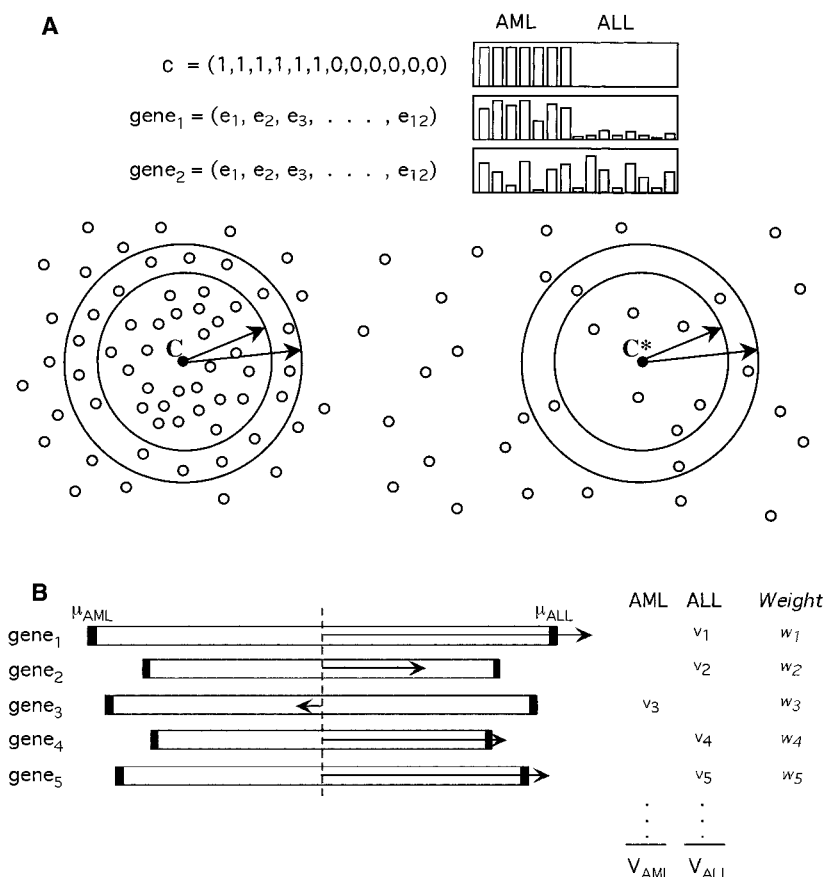 A
AML ALL
c = (1,1,1,1,1,1,0,0,0,0,0,0)
gene₁ = (e₁, e₂, e₃, . . . . , e₁₂)
gene₂ = (e₁, e₂, e₃, . . . . , e₁₂)
C C*
B
μAML μALL AML ALL Weight
gene₁ v₁ w₁
gene₂ v₂ w₂
gene₃ v₃ w₃
gene₄ v₄ w₄
gene₅ v₅ w₅
: :
VAML VALL